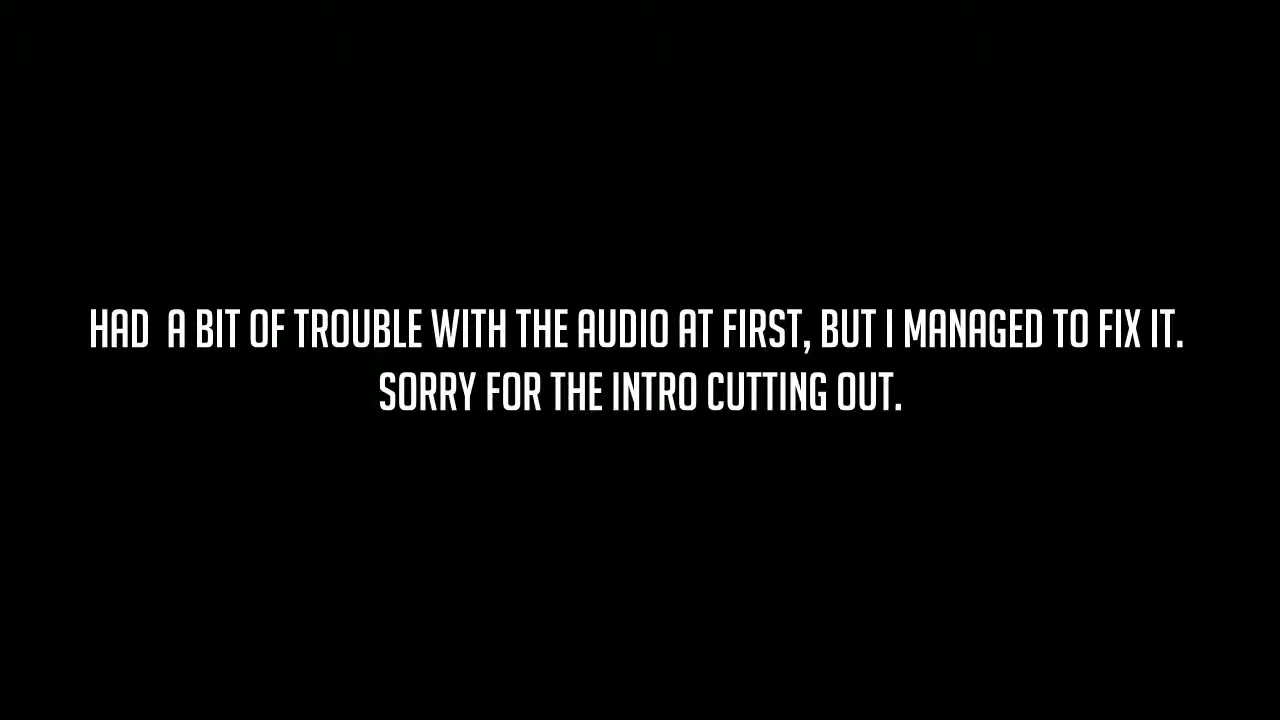 HAD  A BIT OF TROUBLE WITH THE AUDIO AT FIRST, BUT I MANAGED TO FIX IT.
SORRY FOR THE INTRO CUTTING OUT.